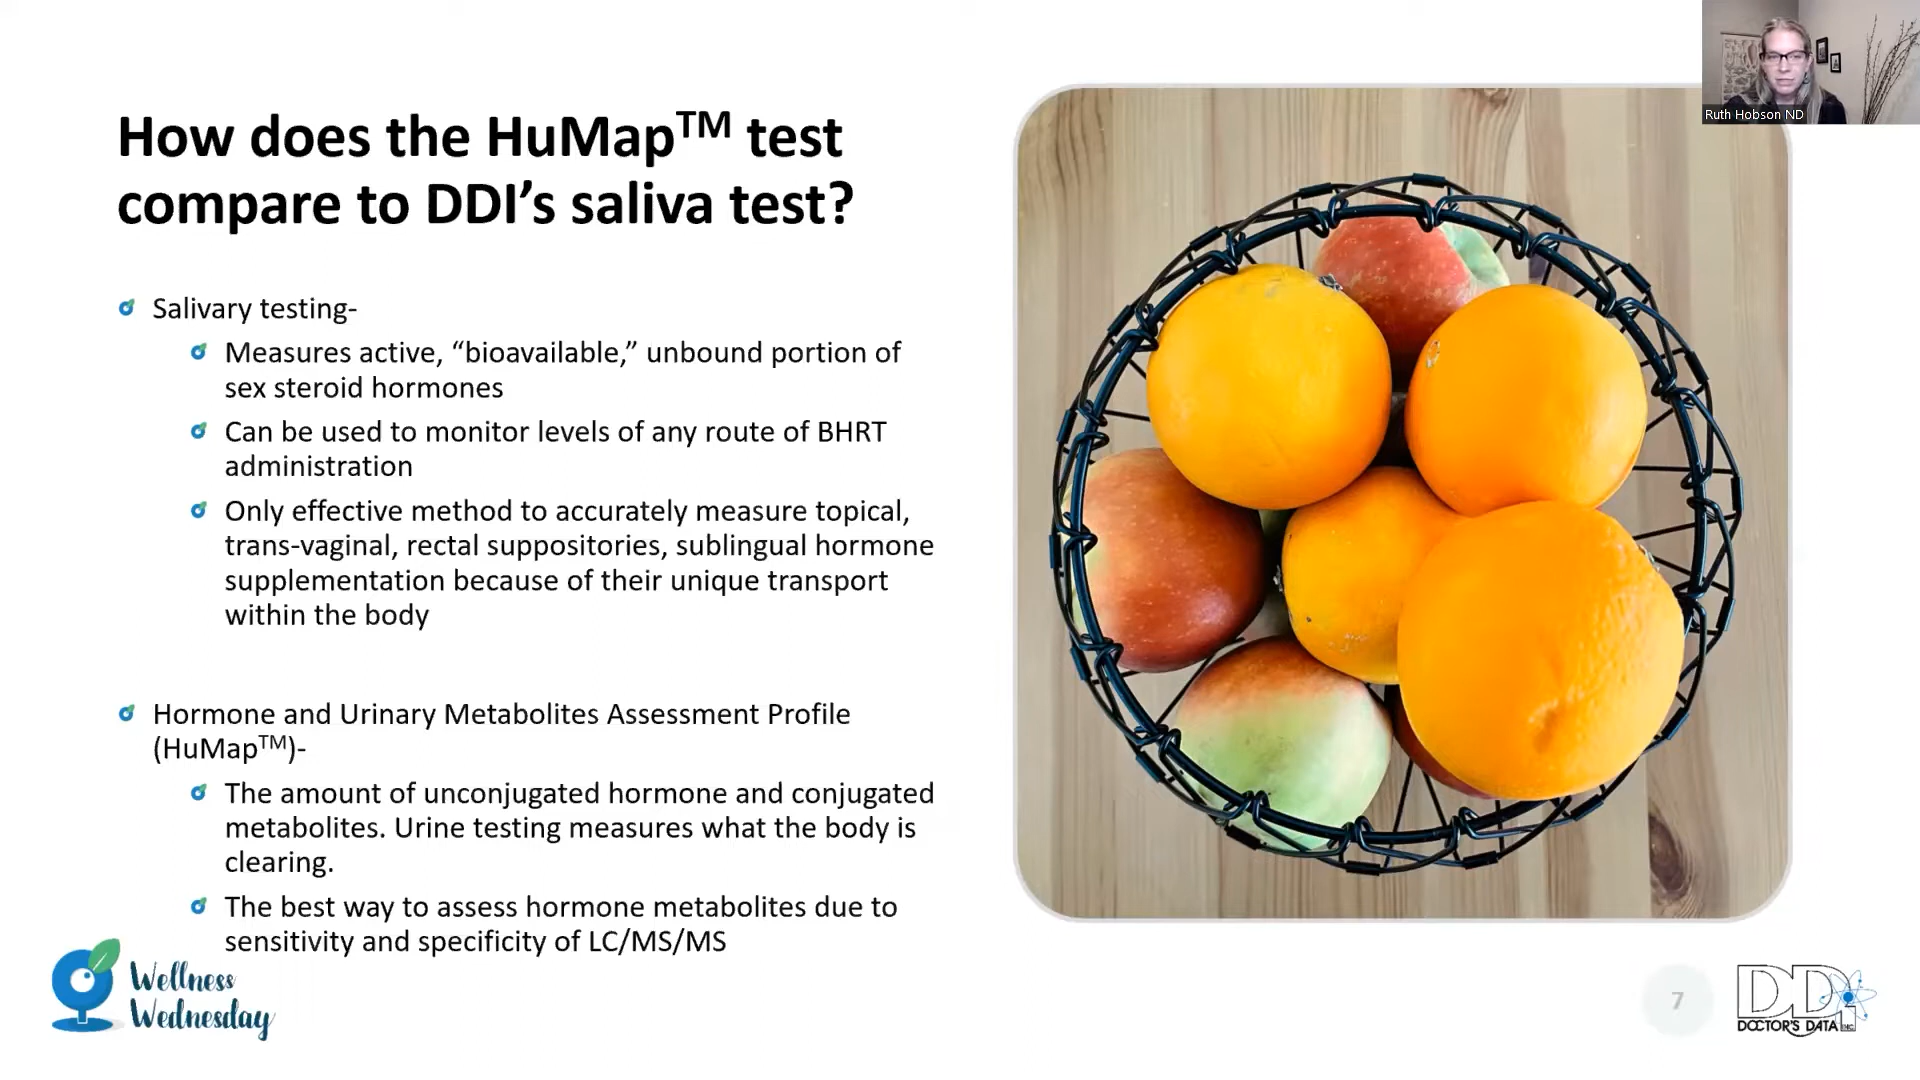 Ruth Hobson ND
How does the HuMap™ test
compare to DDI’s saliva test?
Salivary testing-
Measures active, “bioavailable,” unbound portion of
sex steroid hormones
Can be used to monitor levels of any route of BHRT
administration
Only effective method to accurately measure topical,
trans-vaginal, rectal suppositories, sublingual hormone
supplementation because of their unique transport
within the body
Hormone and Urinary Metabolites Assessment Profile
(HuMap™)-
The amount of unconjugated hormone and conjugated
metabolites. Urine testing measures what the body is
clearing.
The best way to assess hormone metabolites due to
sensitivity and specificity of LC/MS/MS
Wellness
Wednesday
7
DDI
DOCTOR’S DATA INC.